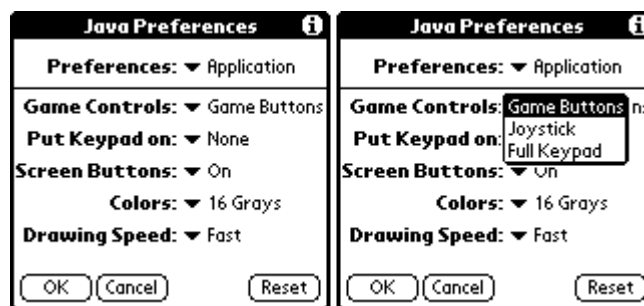 Java Preferences i
Preferences: Application
Game Controls: Game Buttons
Put Keypad on: None
Screen Buttons: On
Colors: 16 Grays
Drawing Speed: Fast
OK Cancel Reset
Java Preferences i
Preferences: Application
Game Controls: Game Buttons
Joystick
Full Keypad
Put Keypad on:
Screen Buttons: On
Colors: 16 Grays
Drawing Speed: Fast
OK Cancel Reset